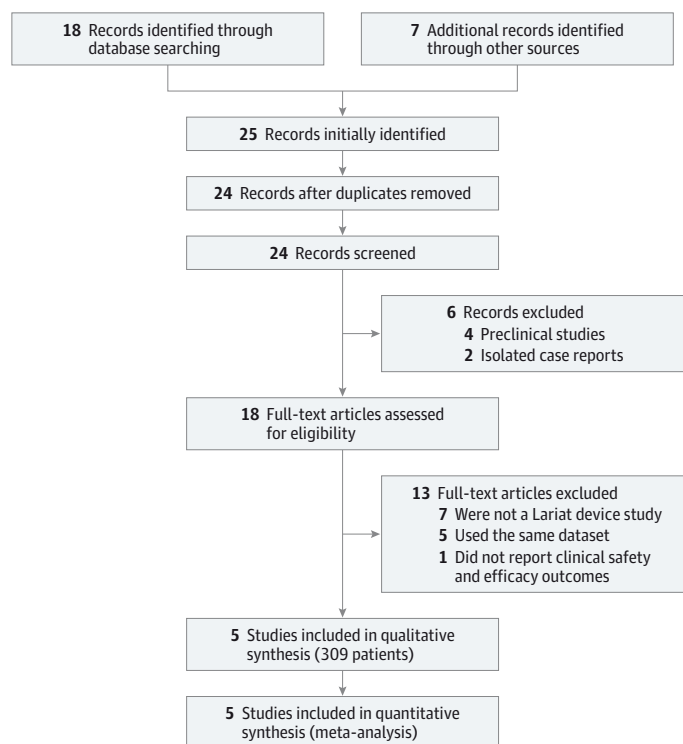 18 Records identified through
database searching
7 Additional records identified
through other sources
25 Records initially identified
24 Records after duplicates removed
24 Records screened
6 Records excluded
4 Preclinical studies
2 Isolated case reports
18 Full-text articles assessed
for eligibility
13 Full-text articles excluded
7 Were not a Lariat device study
5 Used the same dataset
1 Did not report clinical safety
and efficacy outcomes
5 Studies included in qualitative
synthesis (309 patients)
5 Studies included in quantitative
synthesis (meta-analysis)